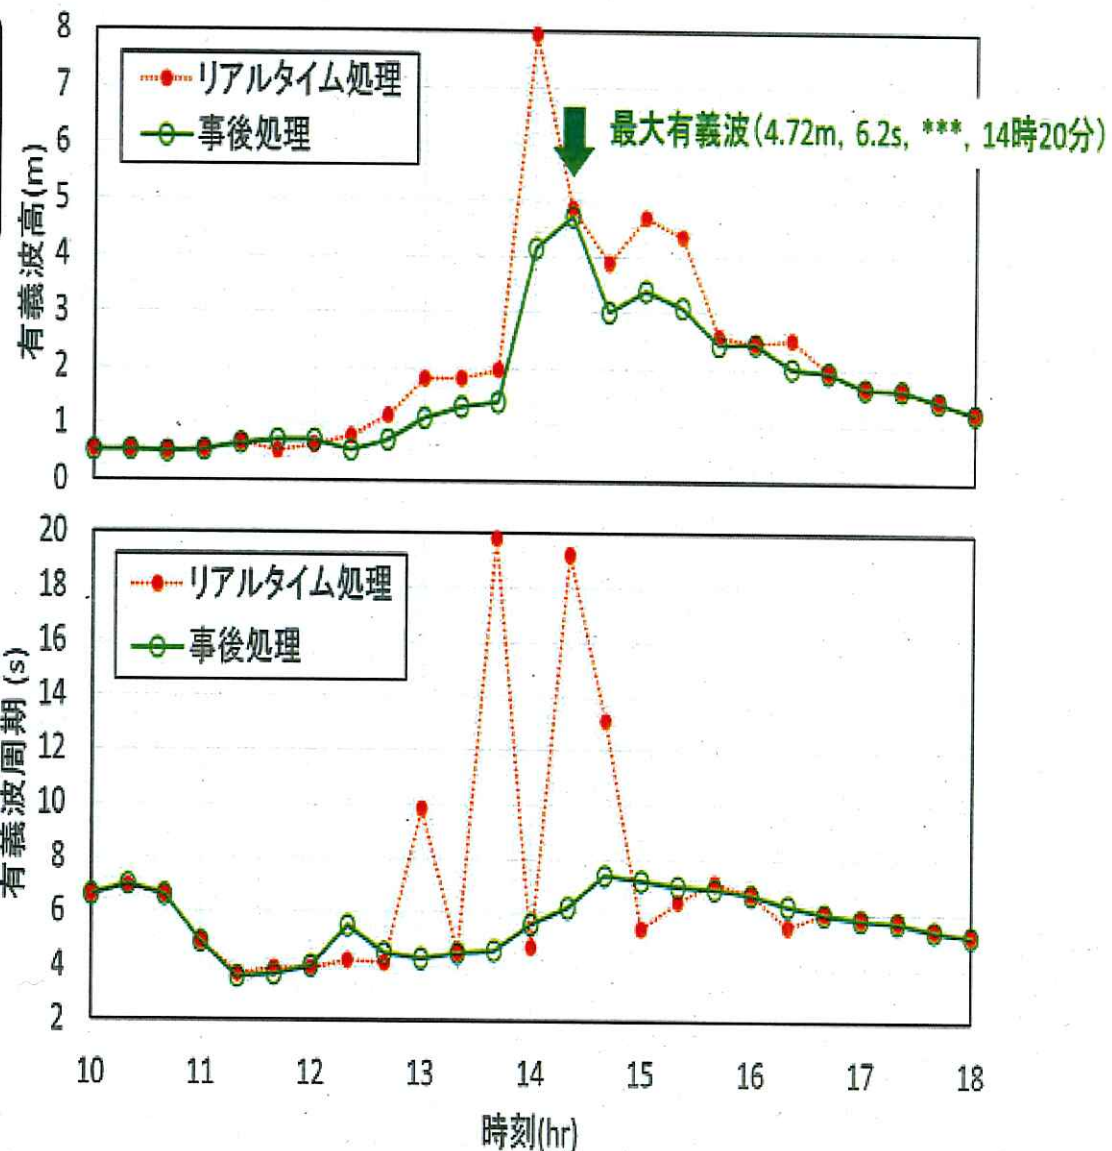 有義波高(m)
8
7
6
5
4
3
2
1
0
リアルタイム処理
事後処理
最大有義波(4.72m, 6.2s, ***, 14時20分)
有義波周期 (s)
20
18
16
14
12
10
8
6
4
2
リアルタイム処理
事後処理
10 11 12 13 14 15 16 17 18
時刻(hr)